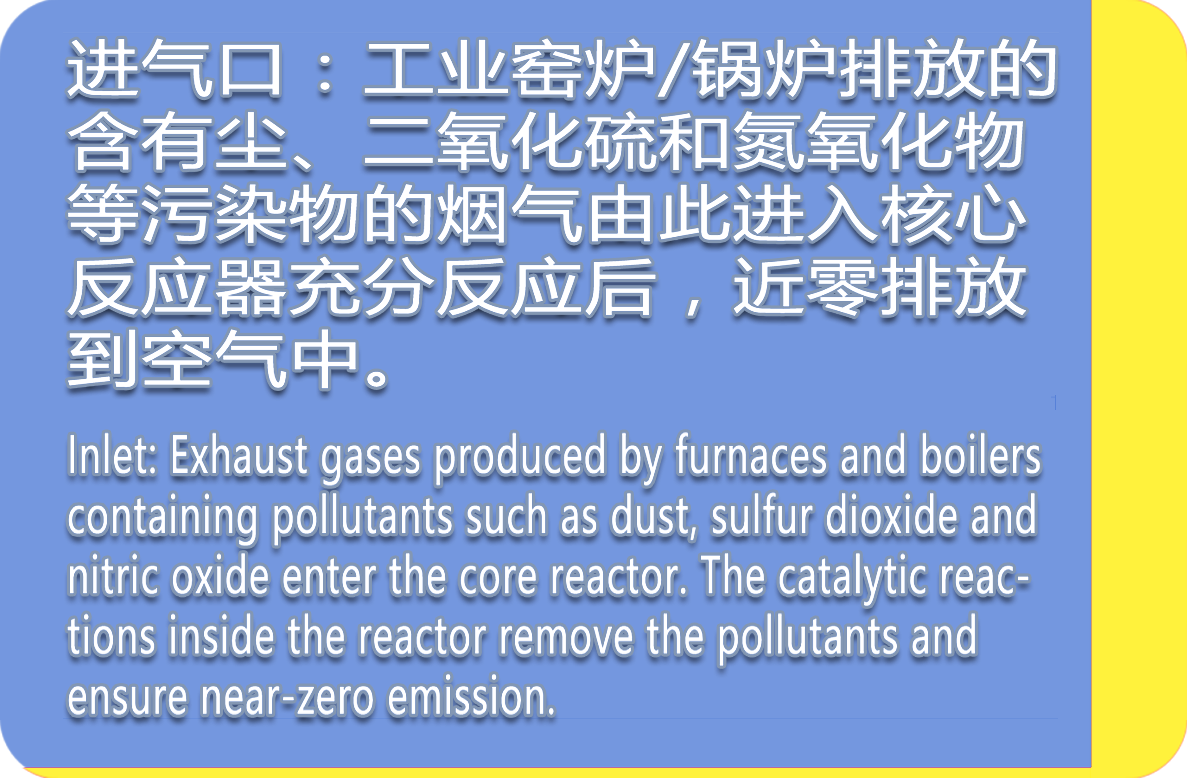 进气口：工业窑炉/锅炉排放的
含有尘、二氧化硫和氮氧化物
等污染物的烟气由此进入核心
反应器充分反应后，近零排放
到空气中。
Inlet: Exhaust gases produced by furnaces and boilers
containing pollutants such as dust, sulfur dioxide and
nitric oxide enter the core reactor. The catalytic reac-
tions inside the reactor remove the pollutants and
ensure near-zero emission.